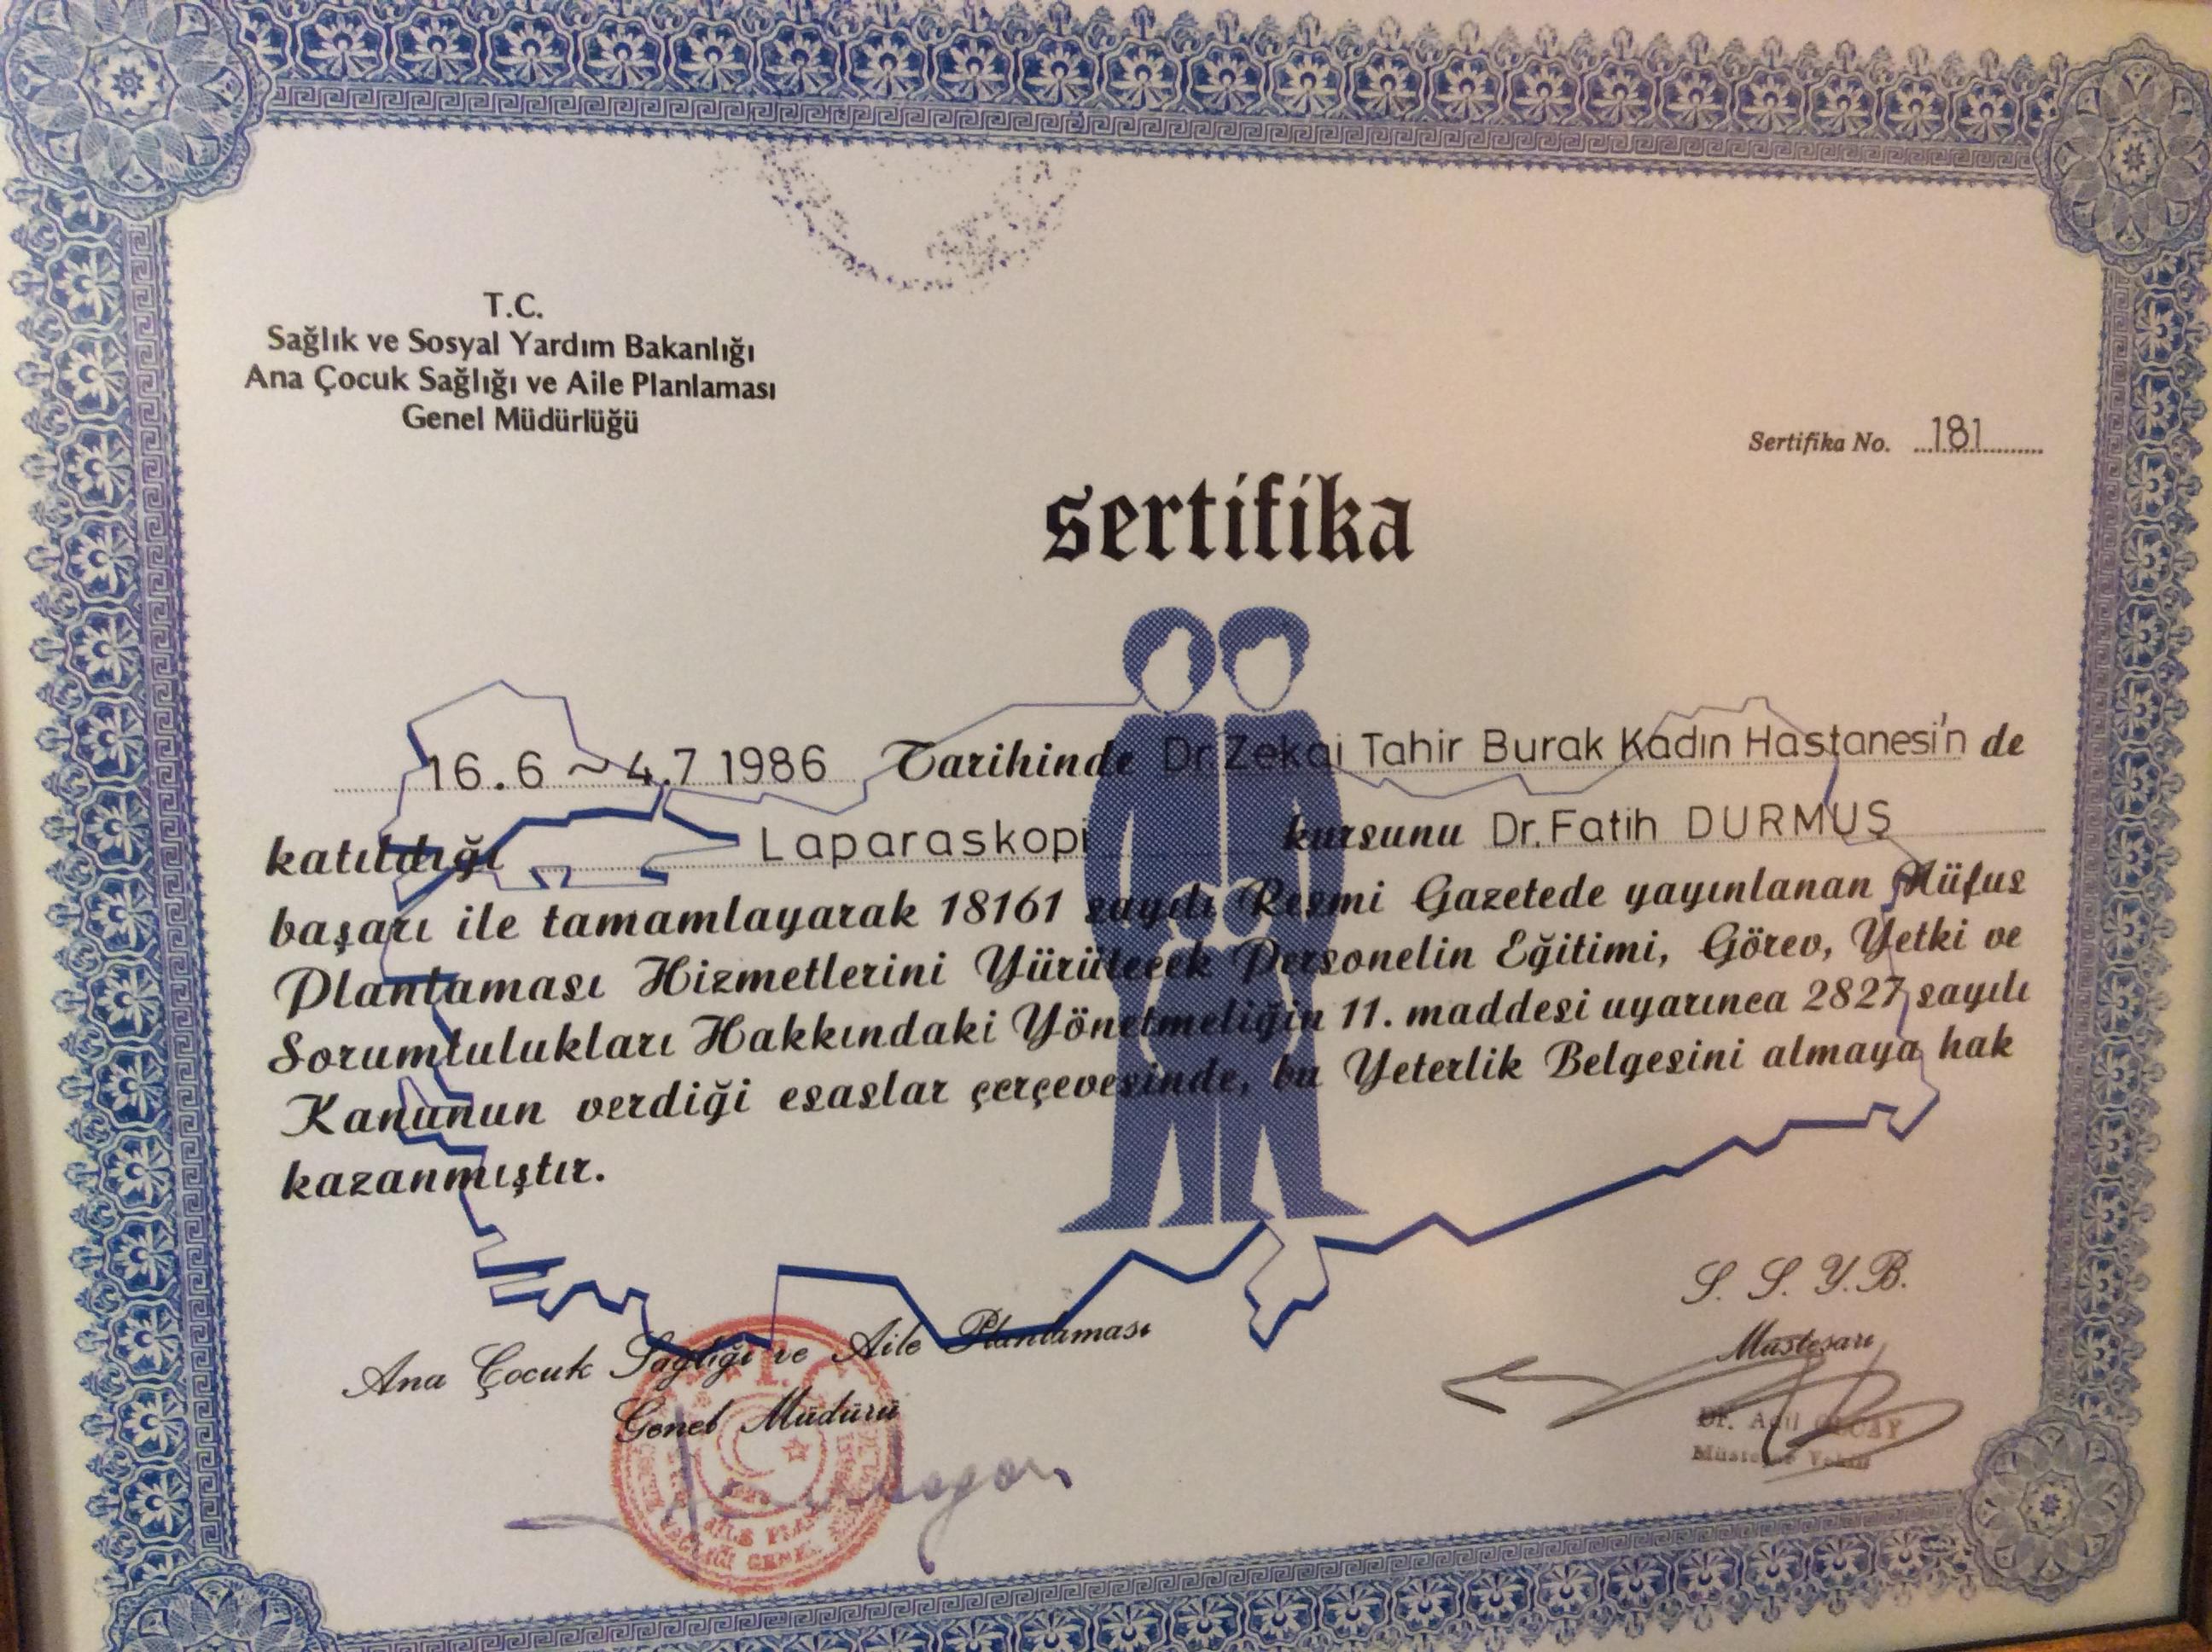 T.C.
Sağlık ve Sosyal Yardım Bakanlığı
Ana Çocuk Sağlığı ve Aile Planlaması
Genel Müdürlüğü
Sertifika No. 181
sertifika
16.6 ~ 4.7 1986 Tarihinde Dr Zekai Tahir Burak Kadın Hastanesi'n de
katıldığı Laparaskopi kursunu Dr. Fatih DURMUŞ
başarı ile tamamlayarak 18161 sayılı Resmi Gazetede yayınlanan Nüfus
Planlaması Hizmetlerini Yürütecek Personelin Eğitimi, Görev, Yetki ve
Sorumlulukları Hakkındaki Yönetmeliğin 11. maddesi uyarınca 2827 sayılı
Kanunun verdiği esaslar çerçevesinde, bu Yeterlik Belgesini almaya hak
kazanmıştır.
S. S. Y. B.
Müsteşarı
Dr.
Ana Çocuk Sağlığı ve Aile Planlaması
Genel Müdürü